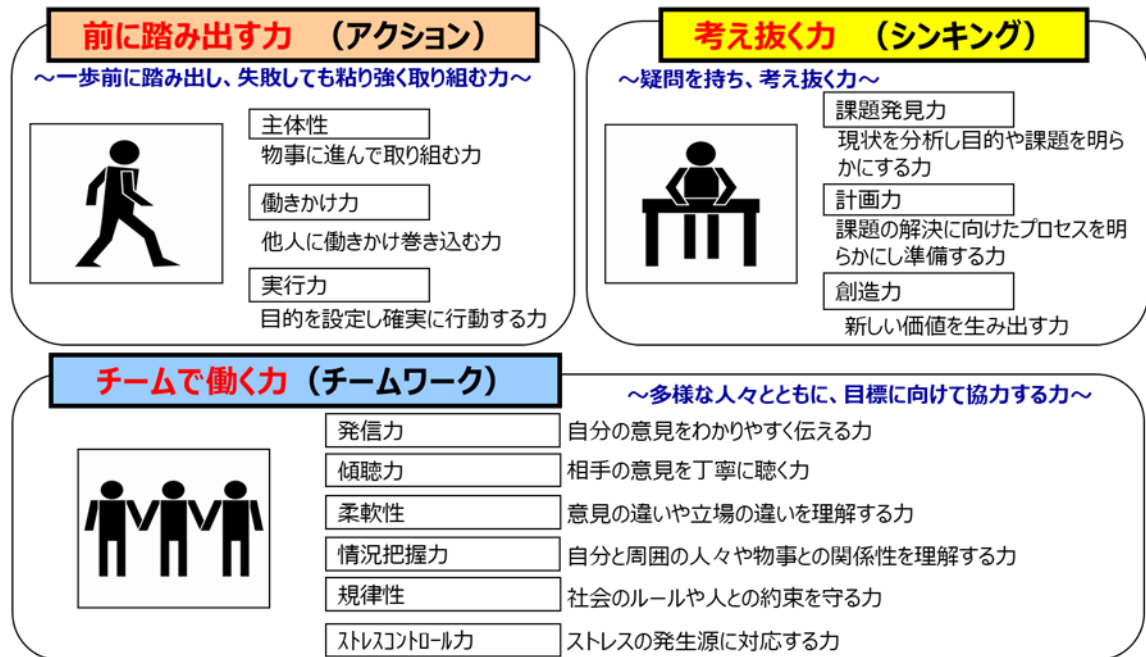 前に踏み出す力 （アクション）
～一歩前に踏み出し、失敗しても粘り強く取り組む力～
主体性
物事に進んで取り組む力
働きかけ力
他人に働きかけ巻き込む力
実行力
目的を設定し確実に行動する力
考え抜く力 （シンキング）
～疑問を持ち、考え抜く力～
課題発見力
現状を分析し目的や課題を明ら
かにする力
計画力
課題の解決に向けたプロセスを明
らかにし準備する力
創造力
新しい価値を生み出す力
チームで働く力 （チームワーク）
～多様な人々とともに、目標に向けて協力する力～
発信力 自分の意見をわかりやすく伝える力
傾聴力 相手の意見を丁寧に聴く力
柔軟性 意見の違いや立場の違いを理解する力
情況把握力 自分と周囲の人々や物事との関係性を理解する力
規律性 社会のルールや人との約束を守る力
ｽﾄﾚｽｺﾝﾄﾛｰﾙ力 ストレスの発生源に対応する力